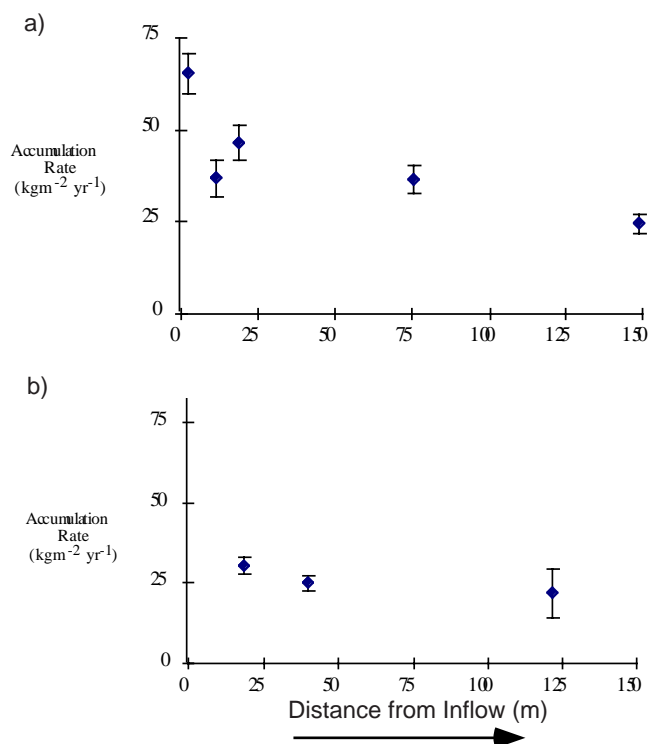 a)
75
50
25
0
Accumulation
Rate
(kgm-2 yr-1)
0 25 50 75 100 125 150
b)
75
50
25
0
Accumulation
Rate
(kgm-2 yr-1)
0 25 50 75 100 125 150
Distance from Inflow (m)